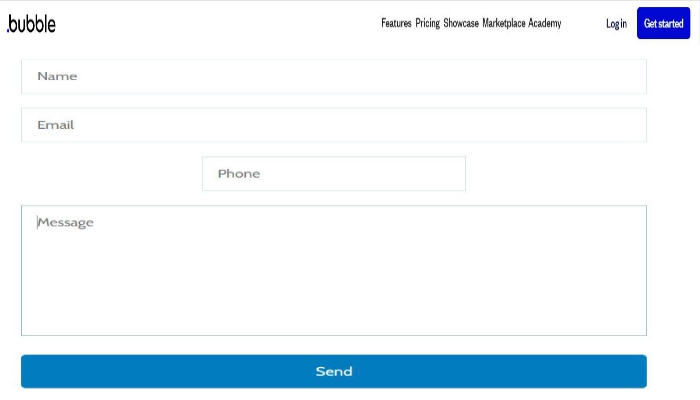 .bubble Features Pricing Showcase Marketplace Academy Log in Get started
Name
Email
Phone
Message
Send